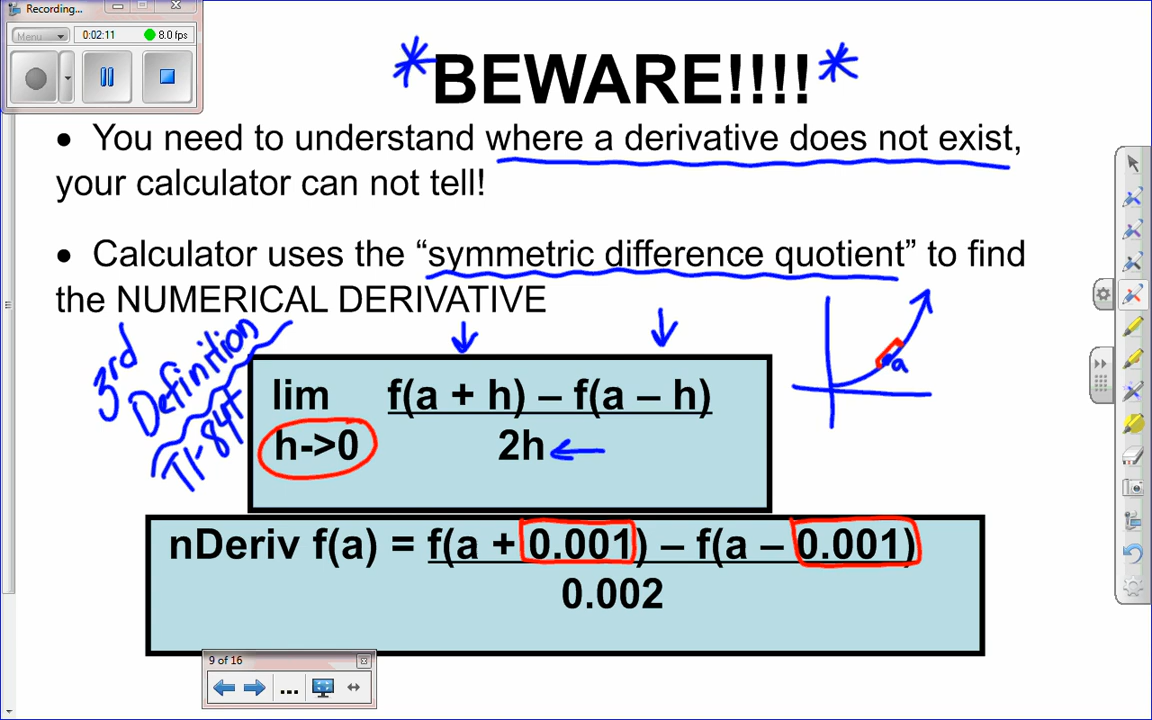 Recording...
Menu
0:02:11
8.0 fps
*BEWARE!!!!*
• You need to understand where a derivative does not exist,
your calculator can not tell!
• Calculator uses the “symmetric difference quotient” to find
the NUMERICAL DERIVATIVE
3rd
Definition
TI-84+
lim f(a + h) – f(a – h)
h->0 2h
a
nDeriv f(a) = f(a + 0.001) – f(a – 0.001)
0.002
9 of 16
...